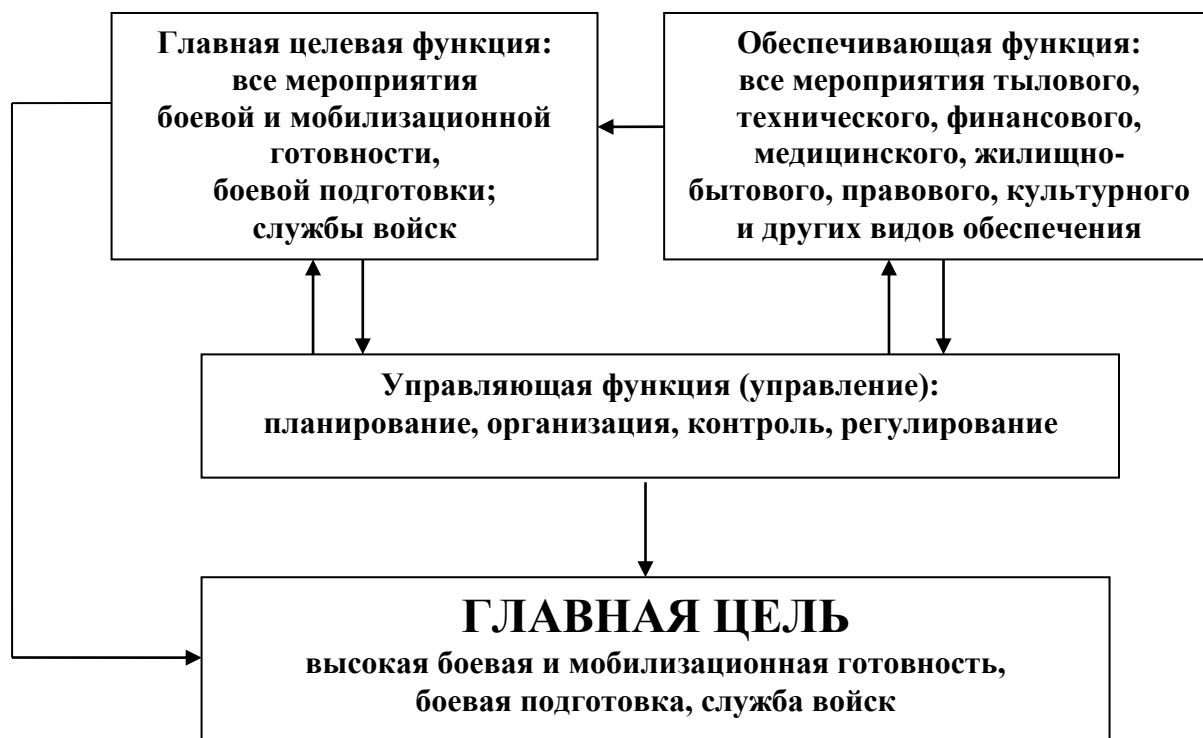 Главная целевая функция:
все мероприятия
боевой и мобилизационной
готовности,
боевой подготовки;
службы войск
Обеспечивающая функция:
все мероприятия тылового,
технического, финансового,
медицинского, жилищно-
бытового, правового, культурного
и других видов обеспечения
Управляющая функция (управление):
планирование, организация, контроль, регулирование
ГЛАВНАЯ ЦЕЛЬ
высокая боевая и мобилизационная готовность,
боевая подготовка, служба войск